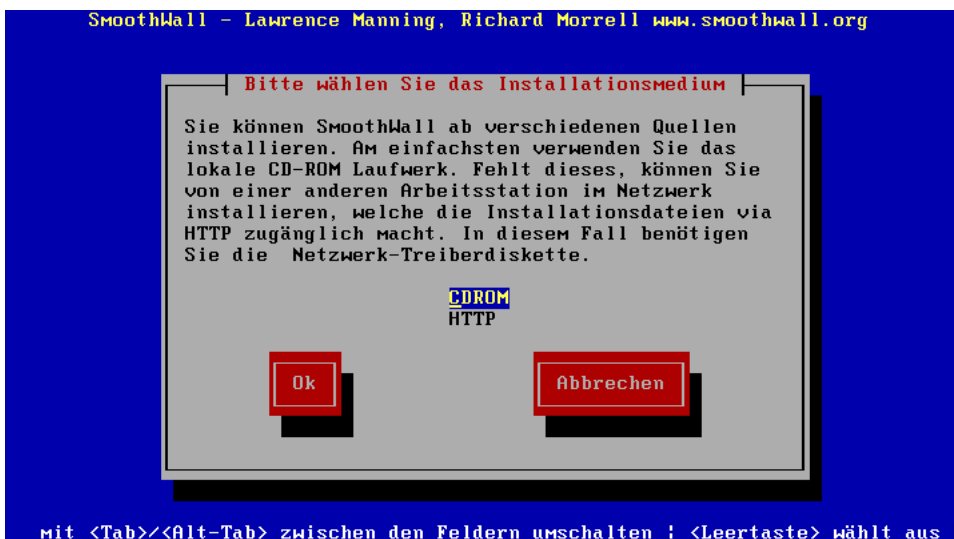 SmoothWall - Lawrence Manning, Richard Morrell www.smoothwall.org
Bitte wählen Sie das Installationsmedium
Sie können SmoothWall ab verschiedenen Quellen
installieren. Am einfachsten verwenden Sie das
lokale CD-ROM Laufwerk. Fehlt dieses, können Sie
von einer anderen Arbeitsstation im Netzwerk
installieren, welche die Installationsdateien via
HTTP zugänglich macht. In diesem Fall benötigen
Sie die  Netzwerk-Treiberdiskette.
CDROM
HTTP
Ok Abbrechen
mit <Tab>/<Alt-Tab> zwischen den Feldern umschalten ¦ <Leertaste> wählt aus